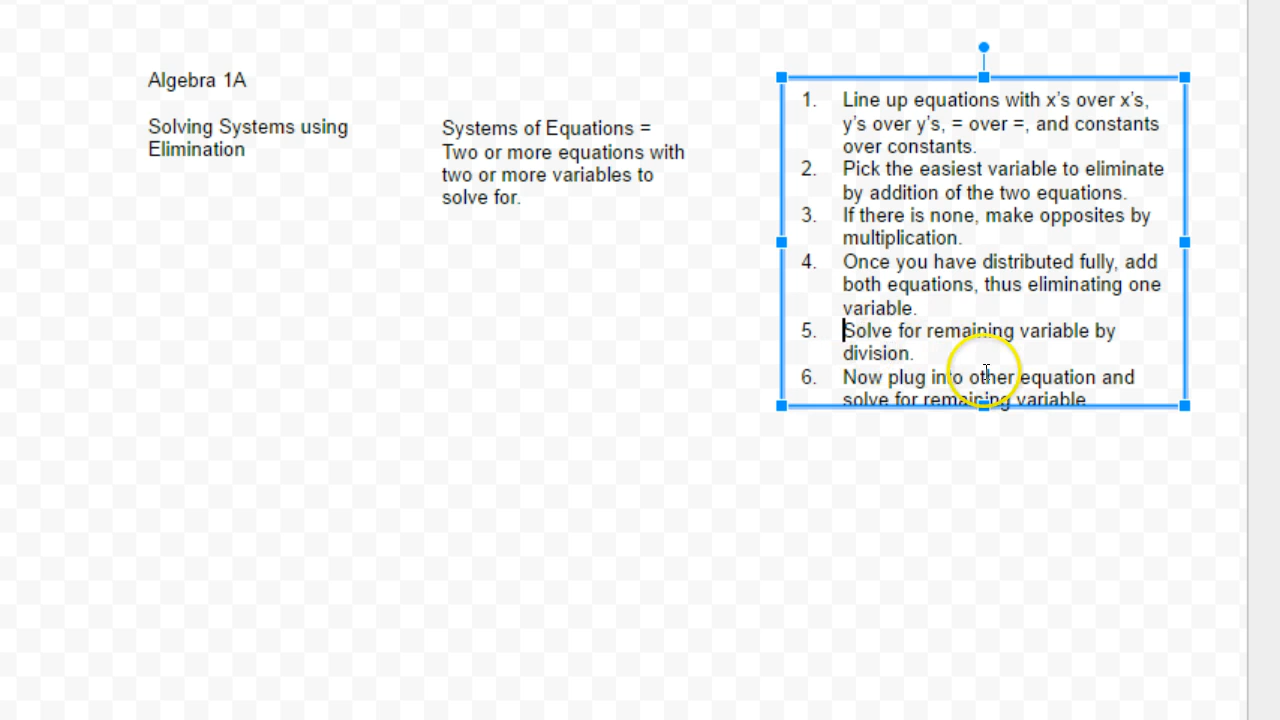 Algebra 1A
Solving Systems using
Elimination
Systems of Equations =
Two or more equations with
two or more variables to
solve for.
1. Line up equations with x's over x's,
y's over y's, = over =, and constants
over constants.
2. Pick the easiest variable to eliminate
by addition of the two equations.
3. If there is none, make opposites by
multiplication.
4. Once you have distributed fully, add
both equations, thus eliminating one
variable.
5. Solve for remaining variable by
division.
6. Now plug into other equation and
solve for remaining variable